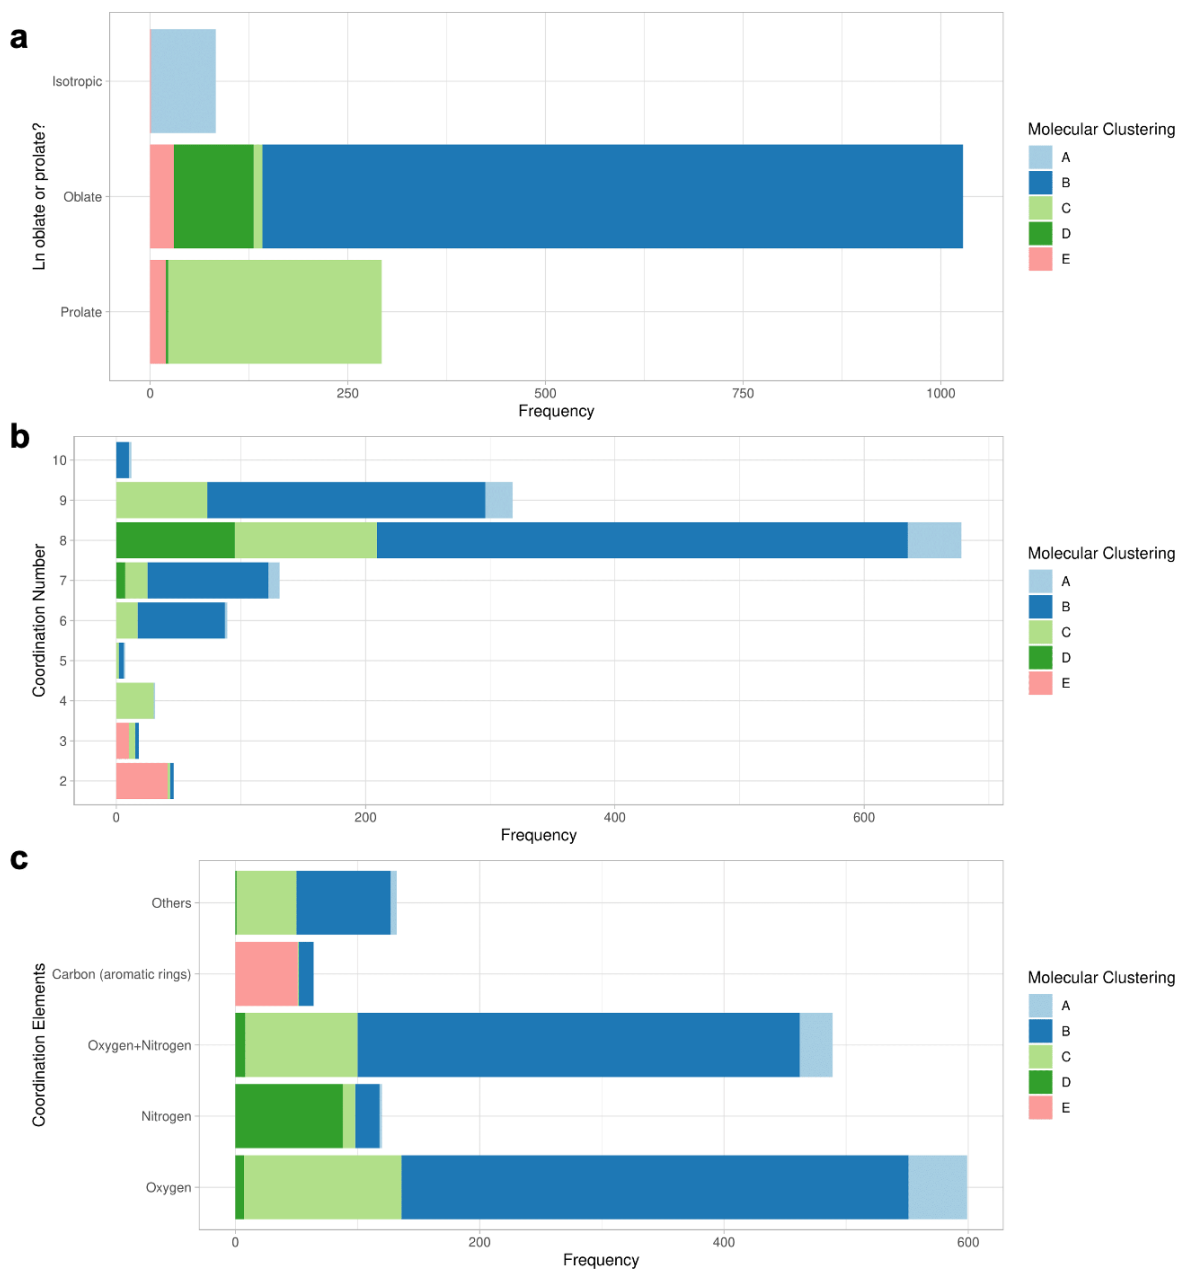 a
Ln oblate or prolate?
Isotropic
Oblate
Prolate
0 250 500 750 1000
Frequency
Molecular Clustering
A
B
C
D
E
b
Coordination Number
10
9
8
7
6
5
4
3
2
0 200 400 600
Frequency
Molecular Clustering
A
B
C
D
E
c
Coordination Elements
Others
Carbon (aromatic rings)
Oxygen+Nitrogen
Nitrogen
Oxygen
0 200 400 600
Frequency
Molecular Clustering
A
B
C
D
E